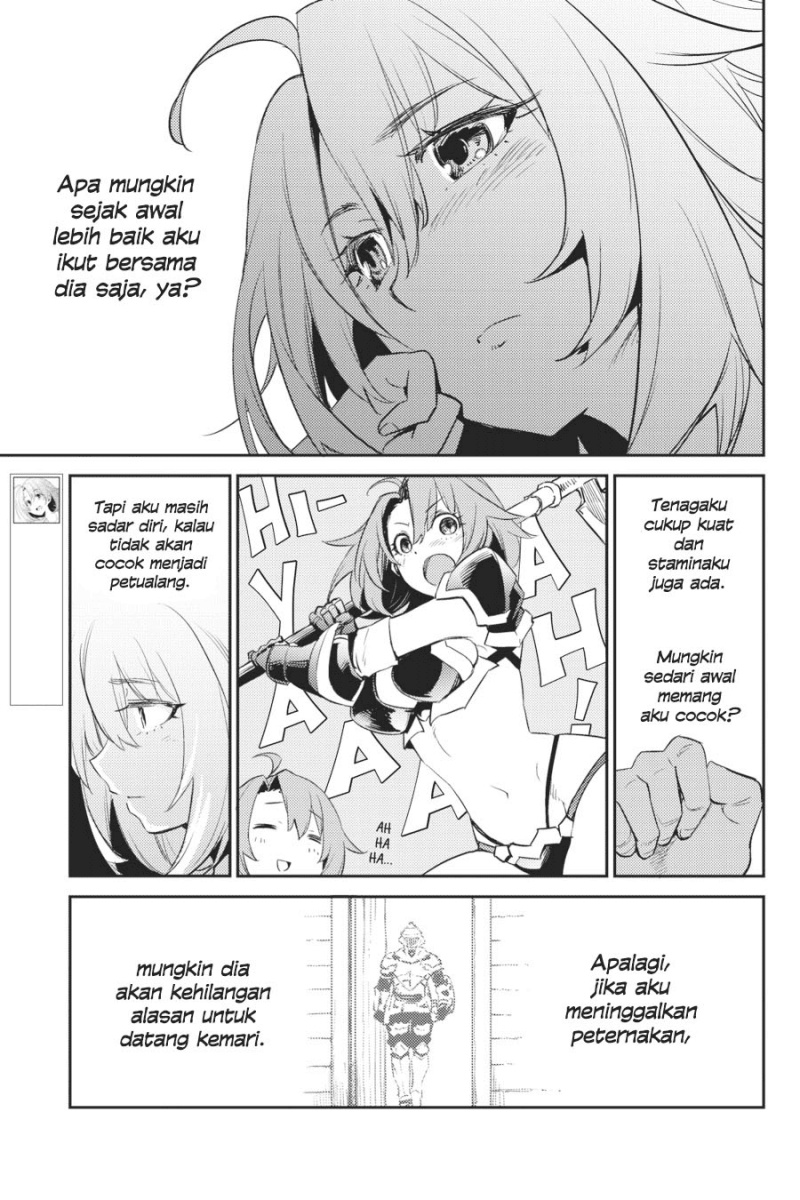 Apa mungkin
sejak awal
lebih baik aku
ikut bersama
dia saja, ya?
Tenagaku
cukup kuat
dan
staminaku
juga ada.
Mungkin
sedari awal
memang
aku cocok?
HI-
YAAAAAH!
AH
HA
HA...
Tapi aku masih
sadar diri, kalau
tidak akan
cocok menjadi
petualang.
Apalagi,
jika aku
meninggalkan
peternakan,
mungkin dia
akan kehilangan
alasan untuk
datang kemari.